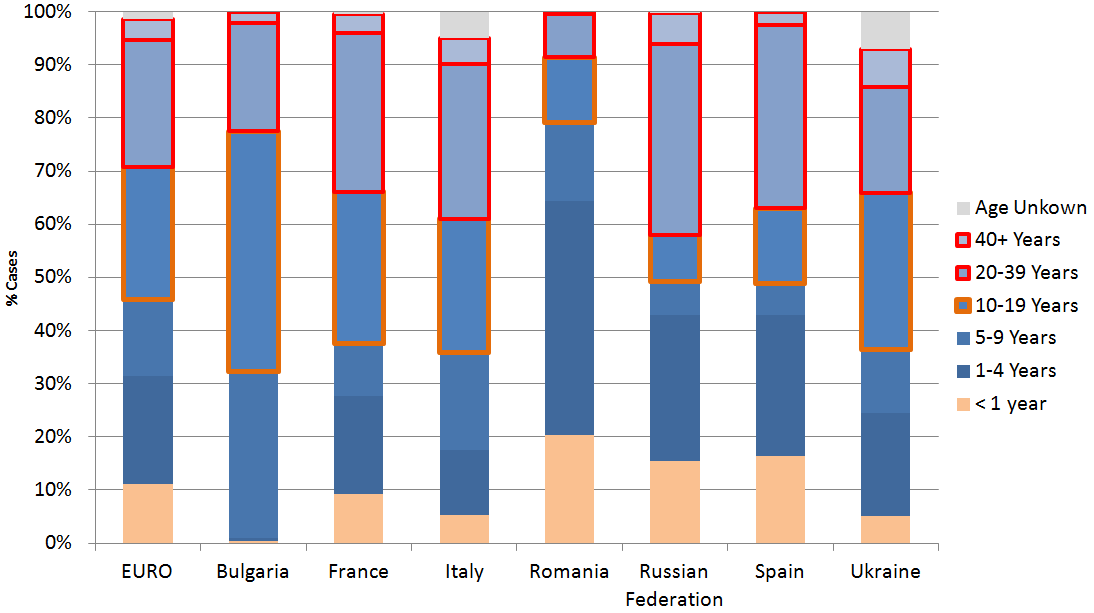 100%
90%
80%
70%
60%
50%
40%
30%
20%
10%
0%
% Cases
EURO
Bulgaria
France
Italy
Romania
Russian
Federation
Spain
Ukraine
Age Unkown
40+ Years
20-39 Years
10-19 Years
5-9 Years
1-4 Years
< 1 year